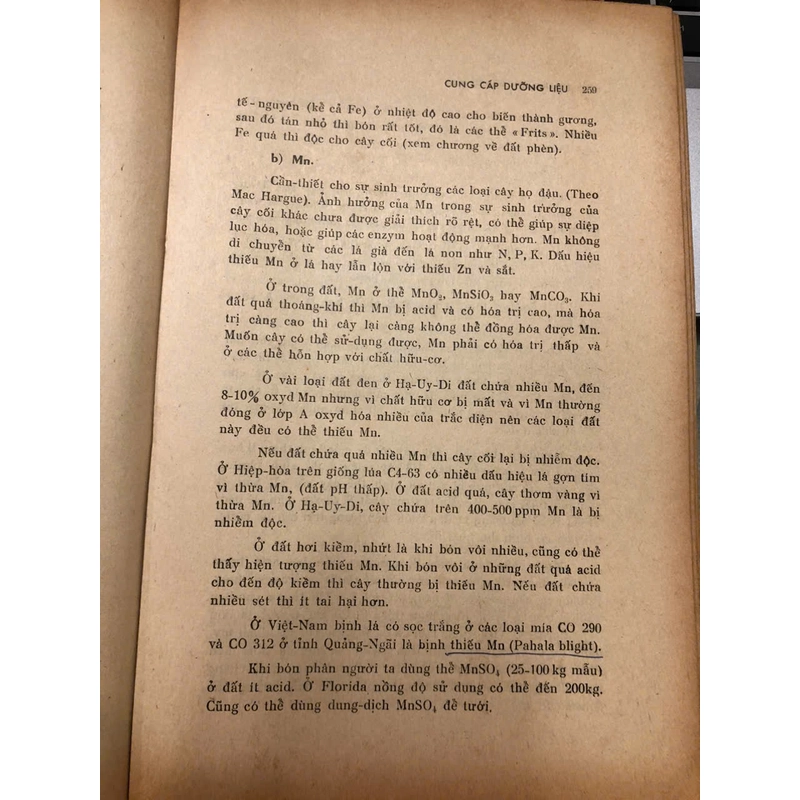 CUNG CẤP DƯỠNG LIỆU 259
tế-nguyên (kể cả Fe) ở nhiệt độ cao cho biến thành gương,
sau đó tán nhỏ thì bón rất tốt, đó là các thể «Frits». Nhiều
Fe quá thì độc cho cây cối (xem chương về đất phèn).
b) Mn.
Cần-thiết cho sự sinh trưởng các loại cây họ đậu. (Theo
Mac Hargue). Ảnh hưởng của Mn trong sự sinh trưởng của
cây cối khác chưa được giải thích rõ rệt, có thể giúp sự diệp
lục hóa, hoặc giúp các enzym hoạt động mạnh hơn. Mn không
di chuyển từ các lá già đến lá non như N, P, K. Dấu hiệu
thiếu Mn ở lá hay lẫn lộn với thiếu Zn và sắt.
Ở trong đất, Mn ở thể MnO₂, MnSiO₃ hay MnCO₃. Khi
đất quá thoáng-khí thì Mn bị acid và có hóa trị cao, mà hóa
trị càng cao thì cây lại càng không thể đồng hóa được Mn.
Muốn cây có thể sử-dụng được, Mn phải có hóa trị thấp và
ở các thể hỗn hợp với chất hữu-cơ.
Ở vài loại đất đen ở Hạ-Uy-Di đất chứa nhiều Mn, đến
8-10% oxyd Mn nhưng vì chất hữu cơ bị mất và vì Mn thường
đóng ở lớp A oxyd hóa nhiều của trắc diện nên các loại đất
này đều có thể thiếu Mn.
Nếu đất chứa quá nhiều Mn thì cây cối lại bị nhiễm độc.
Ở Hiệp-hòa trên giống lúa C4-63 có nhiều dấu hiệu lá gợn tím
vì thừa Mn, (đất pH thấp). Ở đất acid quá, cây thơm vàng vì
thừa Mn. Ở Hạ-Uy-Di, cây chứa trên 400-500 ppm Mn là bị
nhiễm độc.
Ở đất hơi kiềm, nhứt là khi bón vôi nhiều, cũng có thể
thấy hiện tượng thiếu Mn. Khi bón vôi ở những đất quá acid
cho đến độ kiềm thì cây thường bị thiếu Mn. Nếu đất chứa
nhiều sét thì ít tai hại hơn.
Ở Việt-Nam bịnh lá có sọc trắng ở các loại mía CO 290
và CO 312 ở tỉnh Quảng-Ngãi là bịnh thiếu Mn (Pahala blight).
Khi bón phân người ta dùng thể MnSO₄ (25-100 kg mẫu)
ở đất ít acid. Ở Florida nồng độ sử dụng có thể đến 200kg.
Cũng có thể dùng dung-dịch MnSO₄ để tưới.